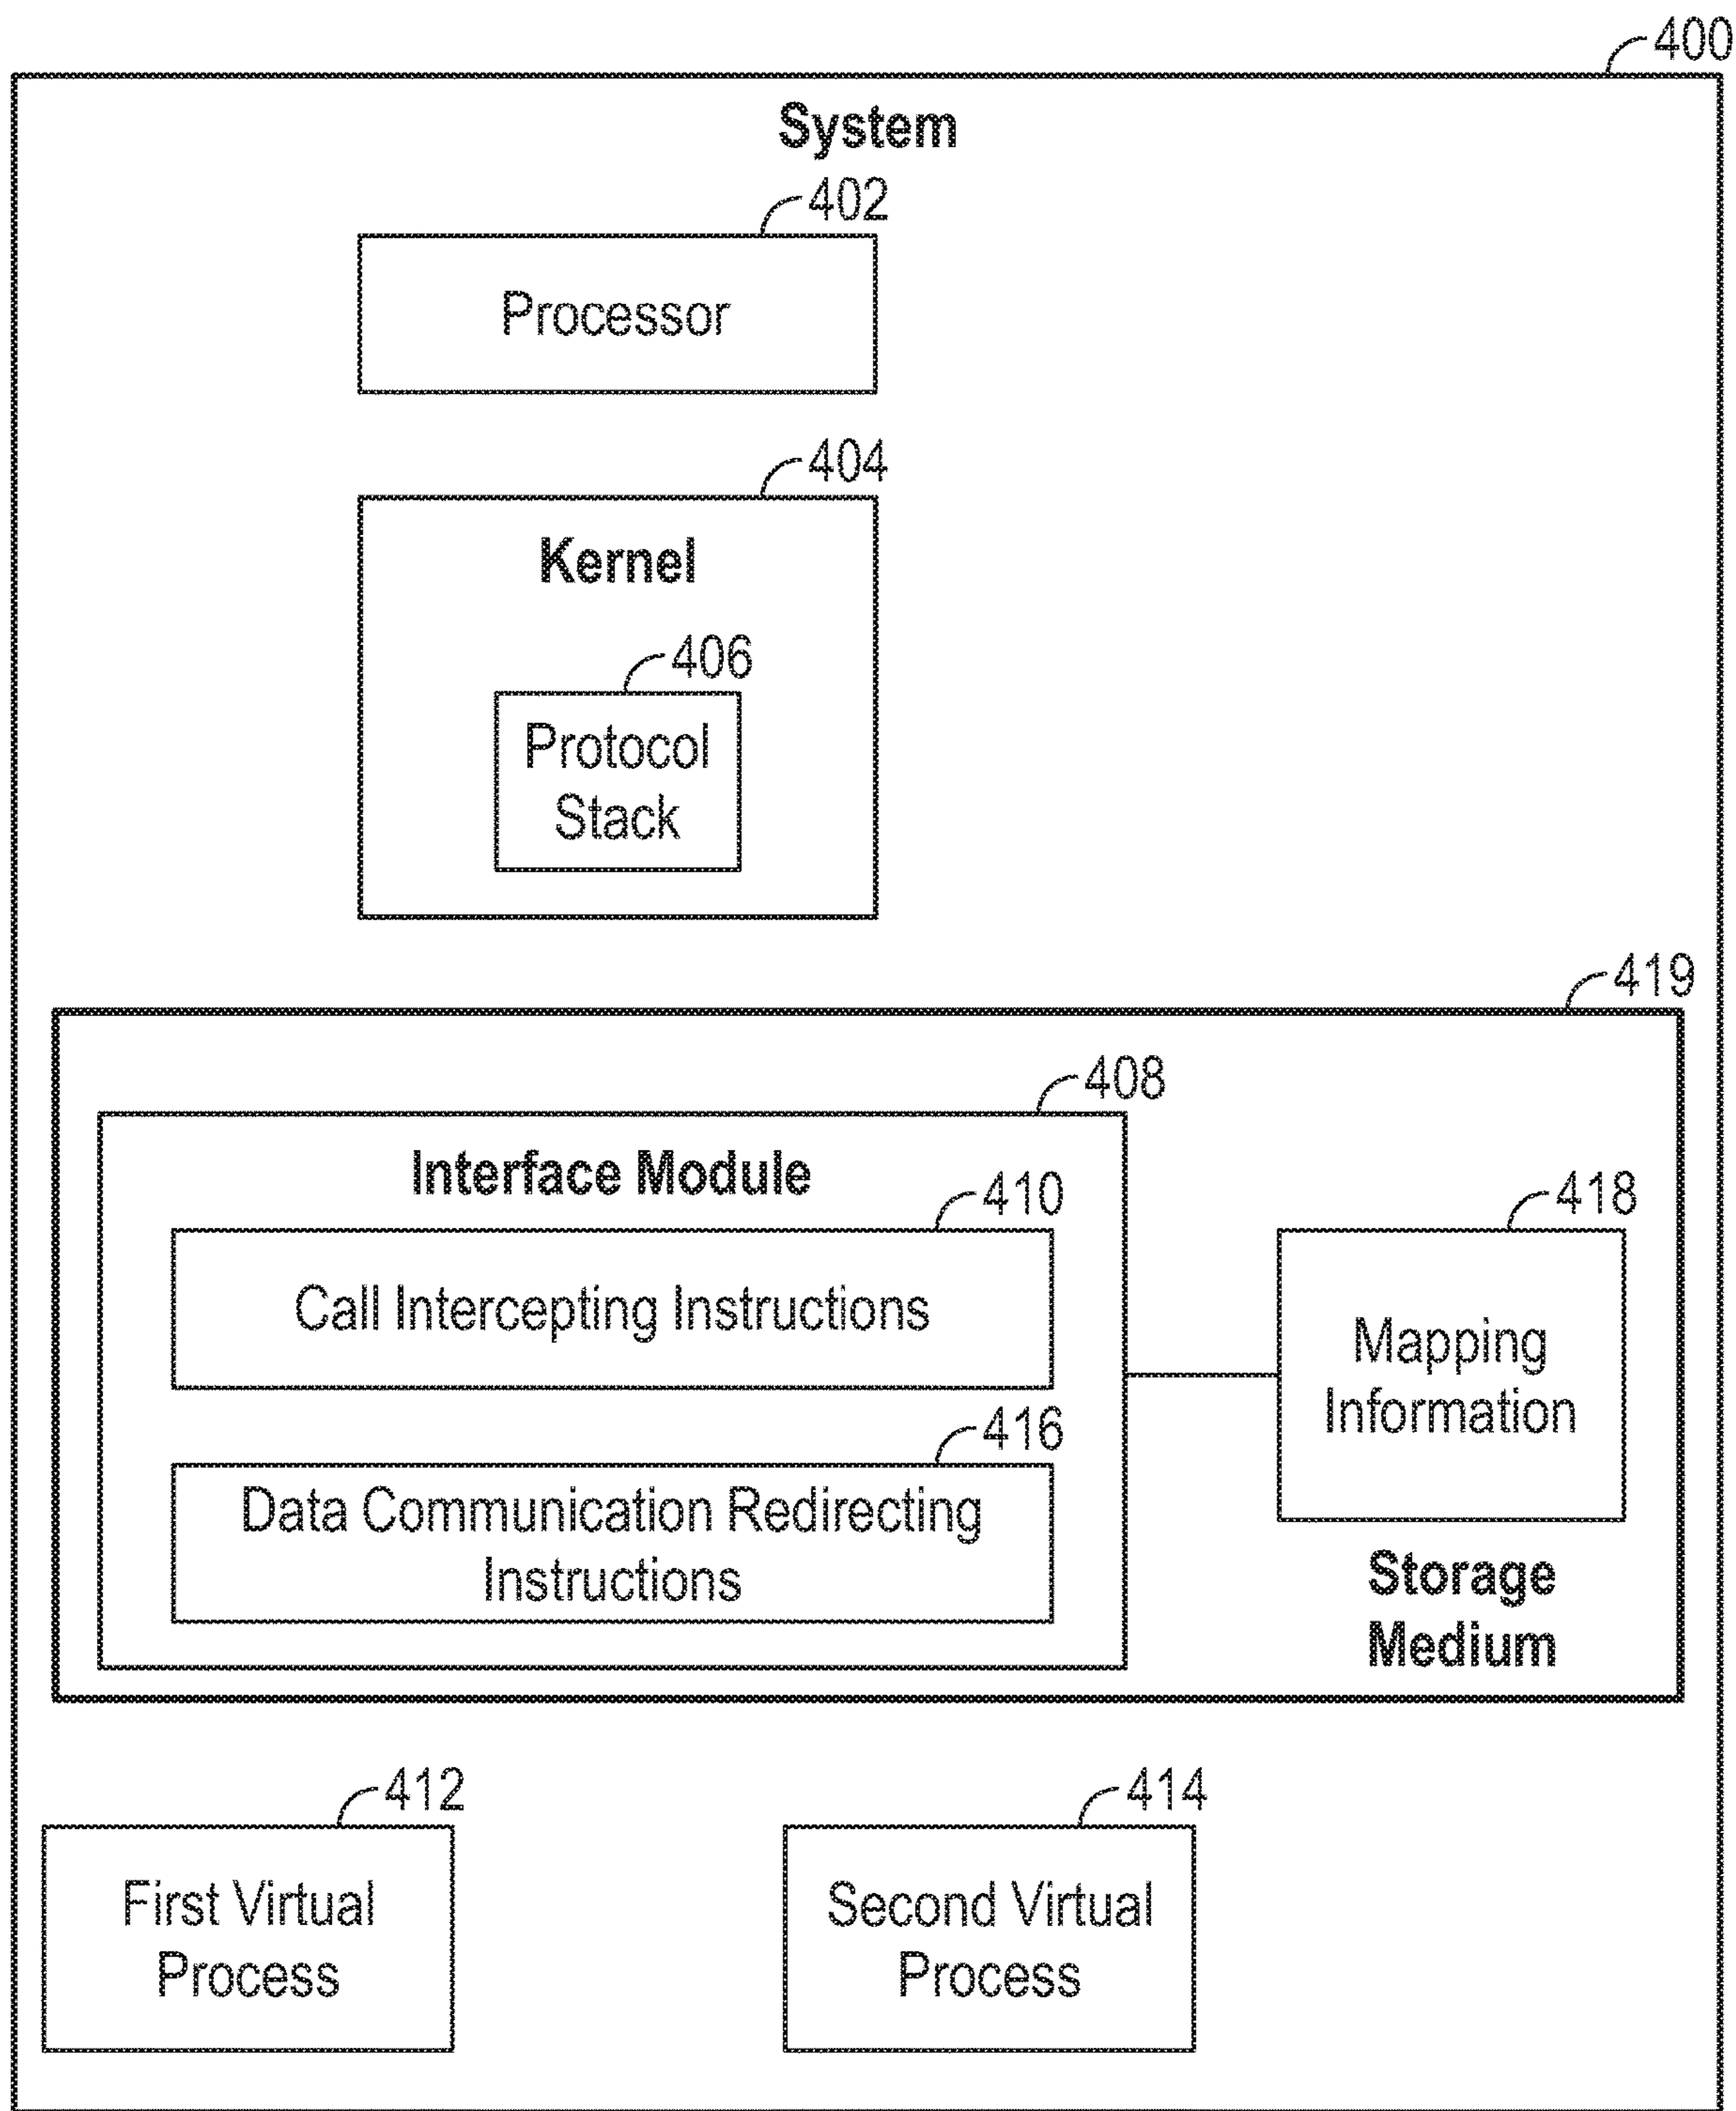 400
System
402
Processor
404
Kernel
406
Protocol
Stack
419
408
Interface Module
410
Call Intercepting Instructions
416
Data Communication Redirecting
Instructions
418
Mapping
Information
Storage
Medium
412
First Virtual
Process
414
Second Virtual
Process